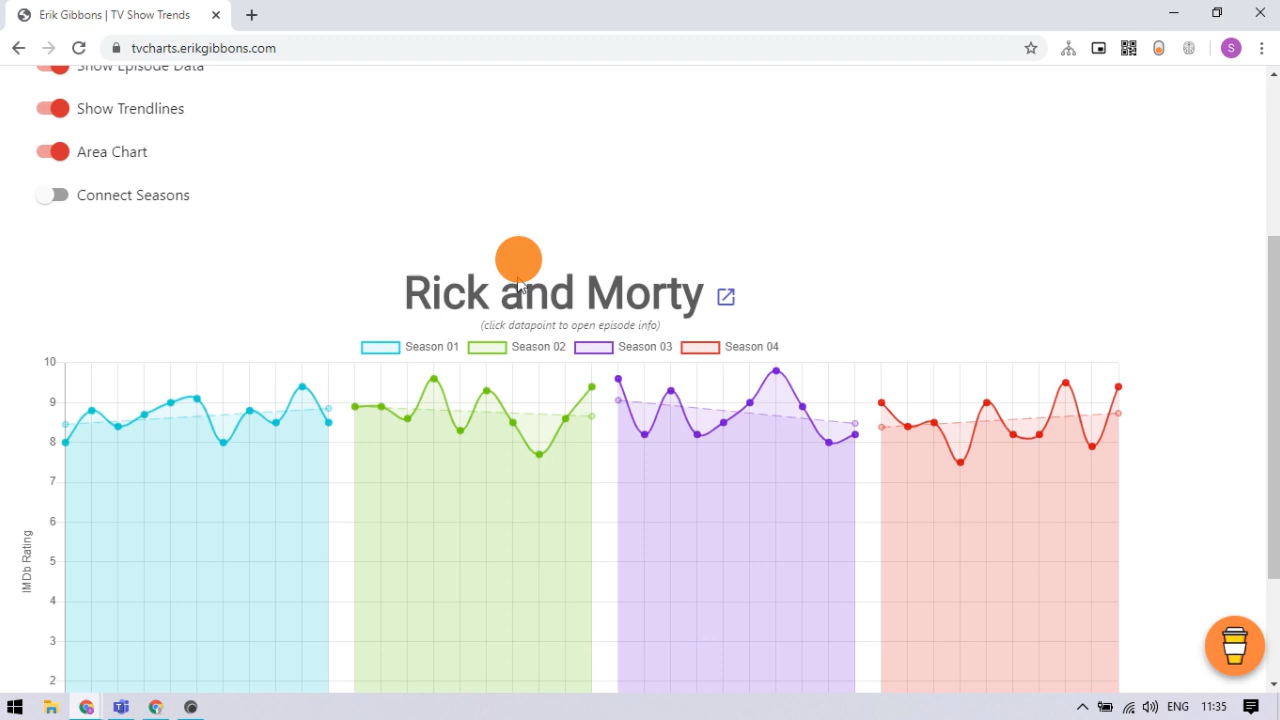 Erik Gibbons | TV Show Trends
tvcharts.erikgibbons.com
S
Show Episode Data
Show Trendlines
Area Chart
Connect Seasons
Rick and Morty
(click datapoint to open episode info)
Season 01 Season 02 Season 03 Season 04
10
9
8
7
6
5
4
3
2
IMDb Rating
ENG 11:35